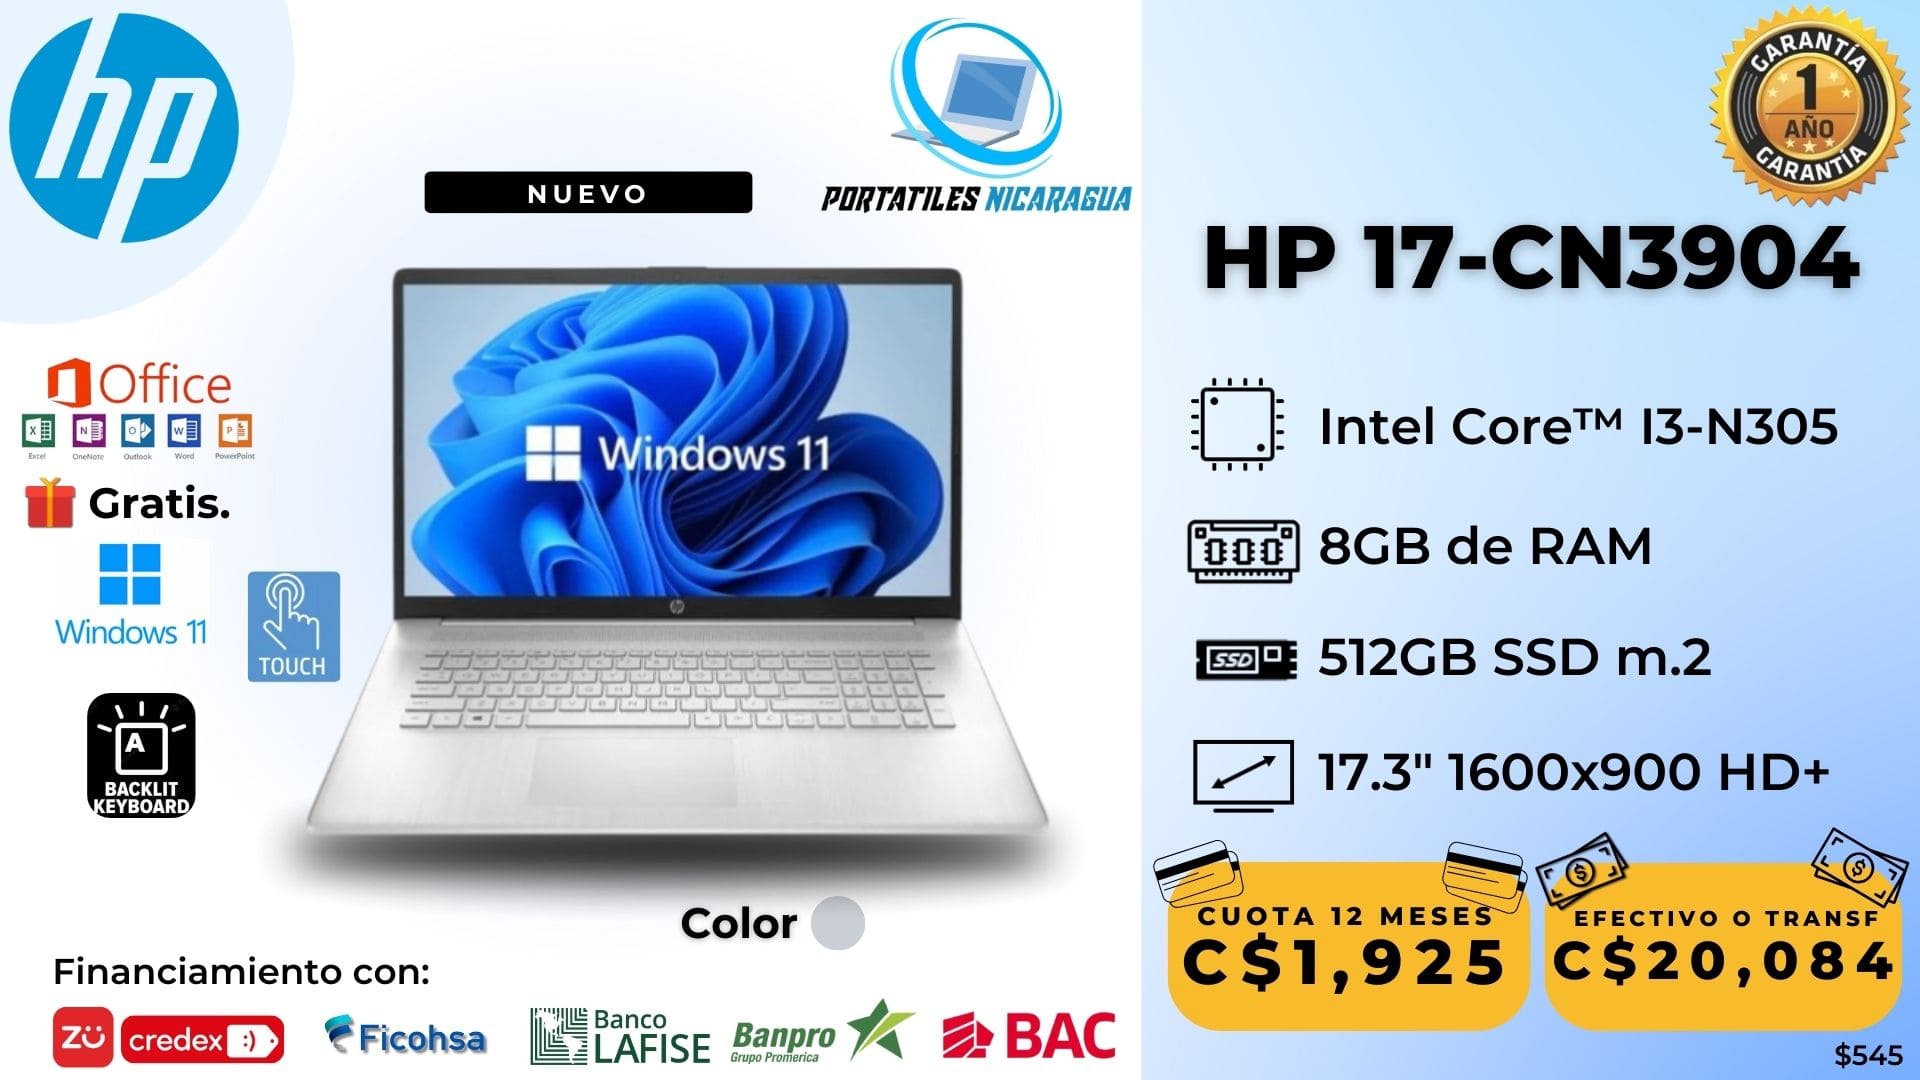 hp
NUEVO
PORTATILES NICARAGUA
GARANTÍA
1
AÑO
GARANTÍA
HP 17-CN3904
Office
Excel OneNote Outlook Word PowerPoint
Gratis.
Windows 11
TOUCH
A
BACKLIT
KEYBOARD
Windows 11
hp
Intel Core™ I3-N305
8GB de RAM
SSD
512GB SSD m.2
17.3" 1600x900 HD+
Color
CUOTA 12 MESES
C$1,925
EFECTIVO O TRANSF
C$20,084
$545
Financiamiento con:
ZU
credex :)
Ficohsa
Banco
LAFISE
Banpro
Grupo Promerica
BAC